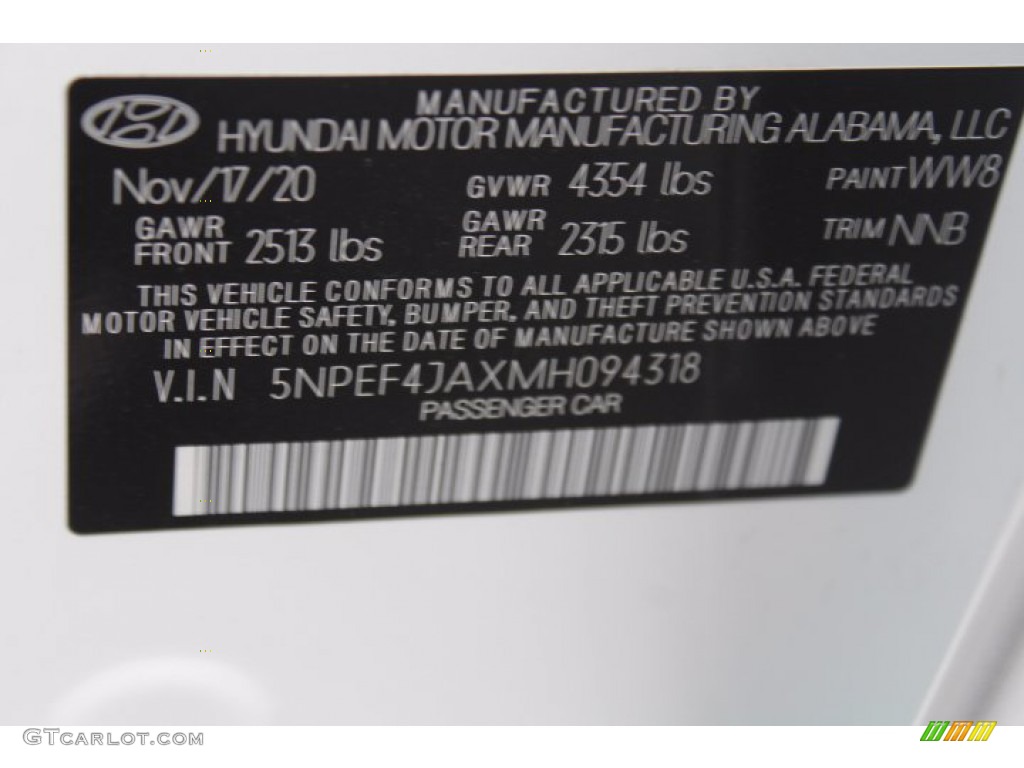 MANUFACTURED BY
HYUNDAI MOTOR MANUFACTURING ALABAMA, LLC
Nov/17/20 GVWR 4354 lbs PAINT WW8
GAWR FRONT 2513 lbs GAWR REAR 2315 lbs TRIM NNB
THIS VEHICLE CONFORMS TO ALL APPLICABLE U.S.A. FEDERAL
MOTOR VEHICLE SAFETY, BUMPER, AND THEFT PREVENTION STANDARDS
IN EFFECT ON THE DATE OF MANUFACTURE SHOWN ABOVE
V.I.N 5NPEF4JAXMH094318
PASSENGER CAR
GTCARLOT.COM